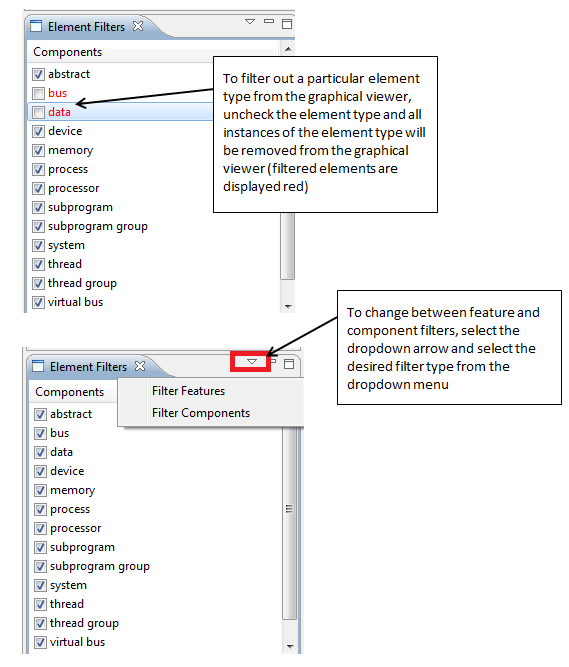 Element Filters
Components
abstract
bus
data
device
memory
process
processor
subprogram
subprogram group
system
thread
thread group
virtual bus
To filter out a particular element
type from the graphical viewer,
uncheck the element type and all
instances of the element type will
be removed from the graphical
viewer (filtered elements are
displayed red)
To change between feature and
component filters, select the
dropdown arrow and select the
desired filter type from the
dropdown menu
Element Filters
Components
Filter Features
Filter Components
abstract
bus
data
device
memory
process
processor
subprogram
subprogram group
system
thread
thread group
virtual bus